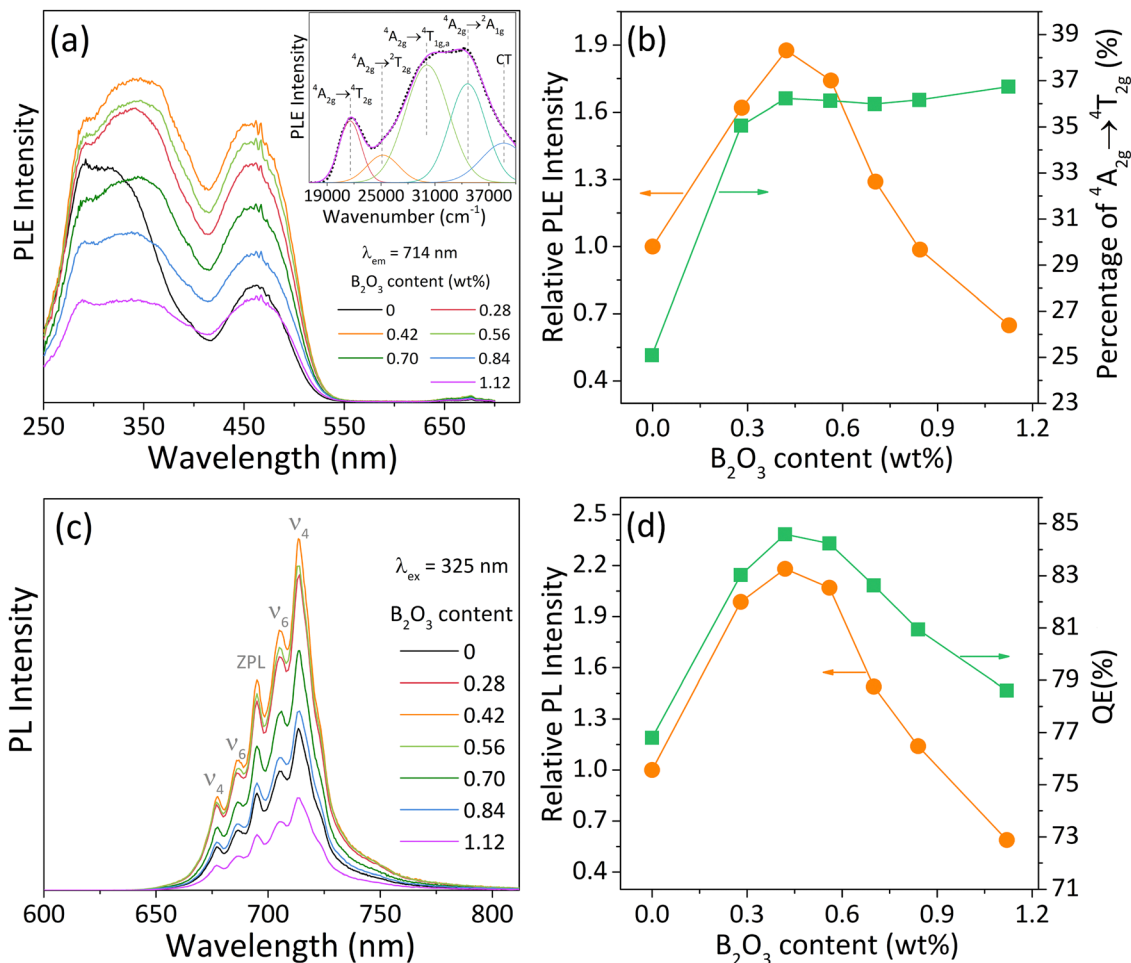 (a)
PLE Intensity
250 350 450 550 650
Wavelength (nm)
λem = 714 nm
B2O3 content (wt%)
0 0.28
0.42 0.56
0.70 0.84
1.12
PLE Intensity
⁴A2g→⁴T2g
⁴A2g→²T2g
⁴A2g→⁴T1g,a
⁴A2g→²A1g
CT
19000 25000 31000 37000
Wavenumber (cm⁻¹)
(b)
Relative PLE Intensity
1.9
1.6
1.3
1.0
0.7
0.4
Percentage of ⁴A2g→⁴T2g (%)
39
37
35
33
31
29
27
25
23
0.0 0.3 0.6 0.9 1.2
B2O3 content (wt%)
(c)
PL Intensity
ν4
ν6
ZPL
ν6
ν4
λex = 325 nm
B2O3 content
0
0.28
0.42
0.56
0.70
0.84
1.12
600 650 700 750 800
Wavelength (nm)
(d)
Relative PL Intensity
2.5
2.2
1.9
1.6
1.3
1.0
0.7
0.4
QE(%)
85
83
81
79
77
75
73
71
0.0 0.3 0.6 0.9 1.2
B2O3 content (wt%)